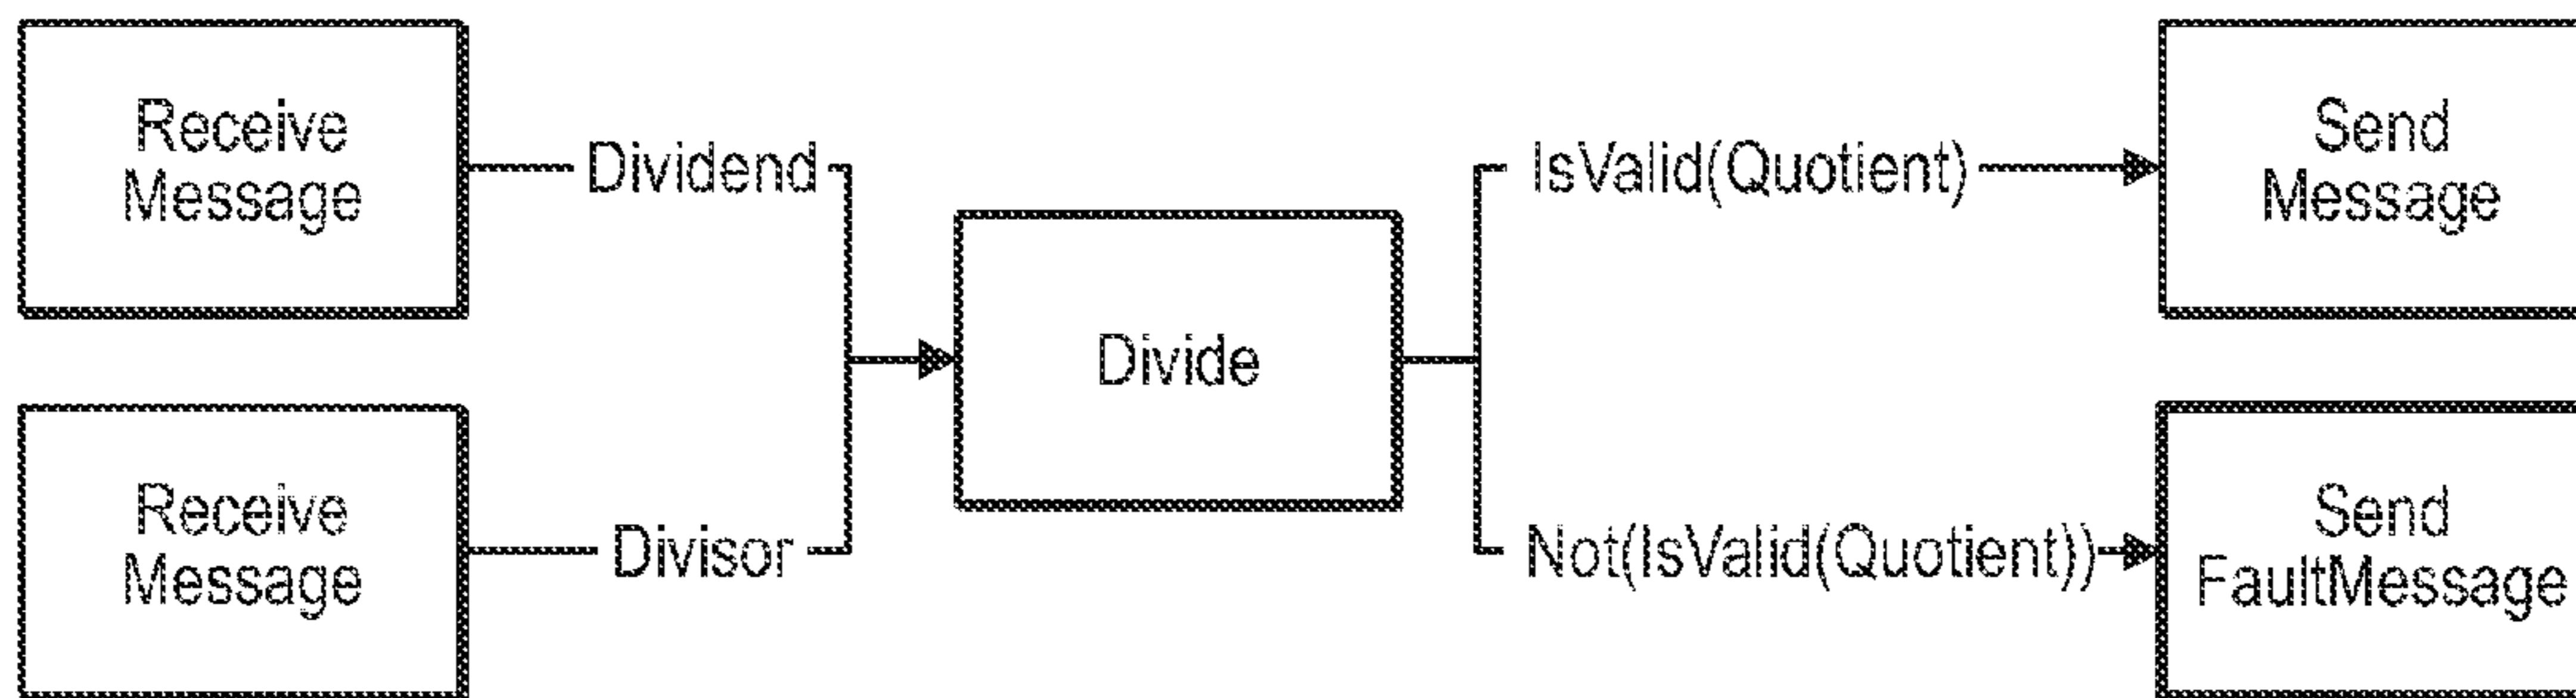 Receive
Message
Dividend
IsValid(Quotient)
Send
Message
Divide
Receive
Message
Divisor
Not(IsValid(Quotient))
Send
FaultMessage